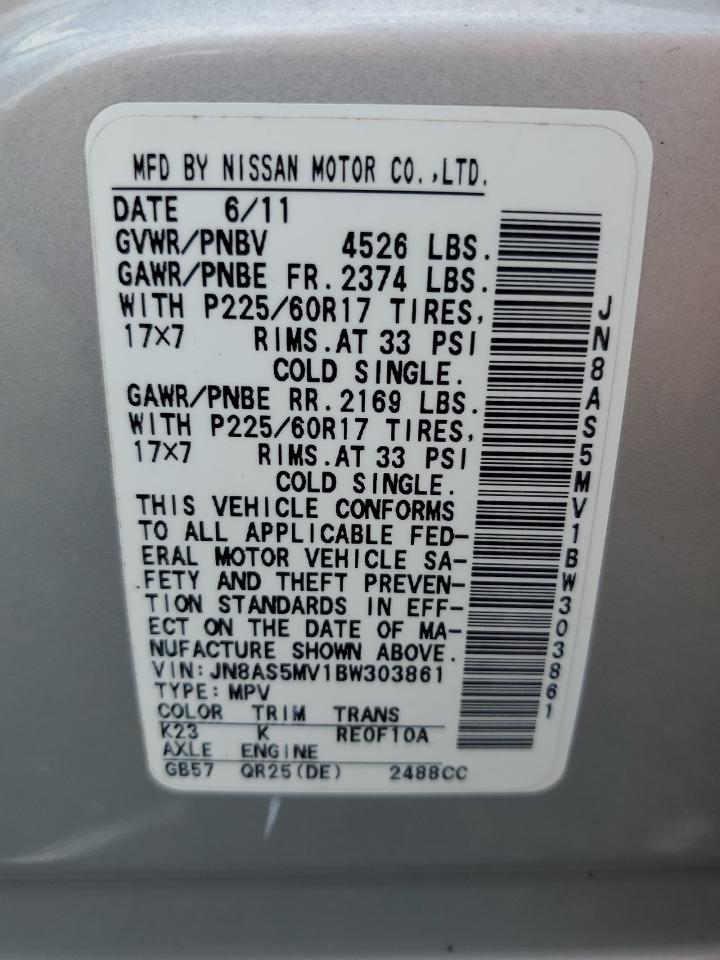 MFD BY NISSAN MOTOR CO.,LTD.
DATE 6/11
GVWR/PNBV 4526 LBS.
GAWR/PNBE FR. 2374 LBS.
WITH P225/60R17 TIRES,
17×7 RIMS.AT 33 PSI
COLD SINGLE.
GAWR/PNBE RR. 2169 LBS.
WITH P225/60R17 TIRES,
17×7 RIMS.AT 33 PSI
COLD SINGLE.
THIS VEHICLE CONFORMS
TO ALL APPLICABLE FED-
ERAL MOTOR VEHICLE SA-
FETY AND THEFT PREVEN-
TION STANDARDS IN EFF-
ECT ON THE DATE OF MA-
NUFACTURE SHOWN ABOVE.
VIN: JN8AS5MV1BW303861
TYPE: MPV
COLOR TRIM TRANS
K23 K RE0F10A
AXLE ENGINE
GB57 QR25(DE) 2488CC
JN8AS5MV1BW303861